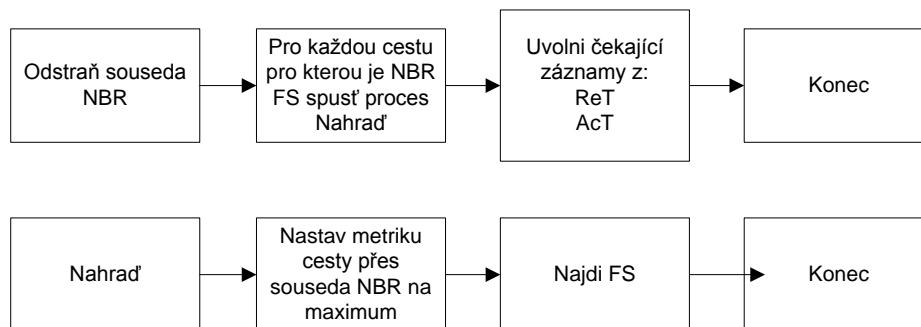 Odstraň souseda
NBR
Pro každou cestu
pro kterou je NBR
FS spusť proces
Nahraď
Uvolni čekající
záznamy z:
ReT
AcT
Konec
Nahraď
Nastav metriku
cesty přes
souseda NBR na
maximum
Najdi FS
Konec